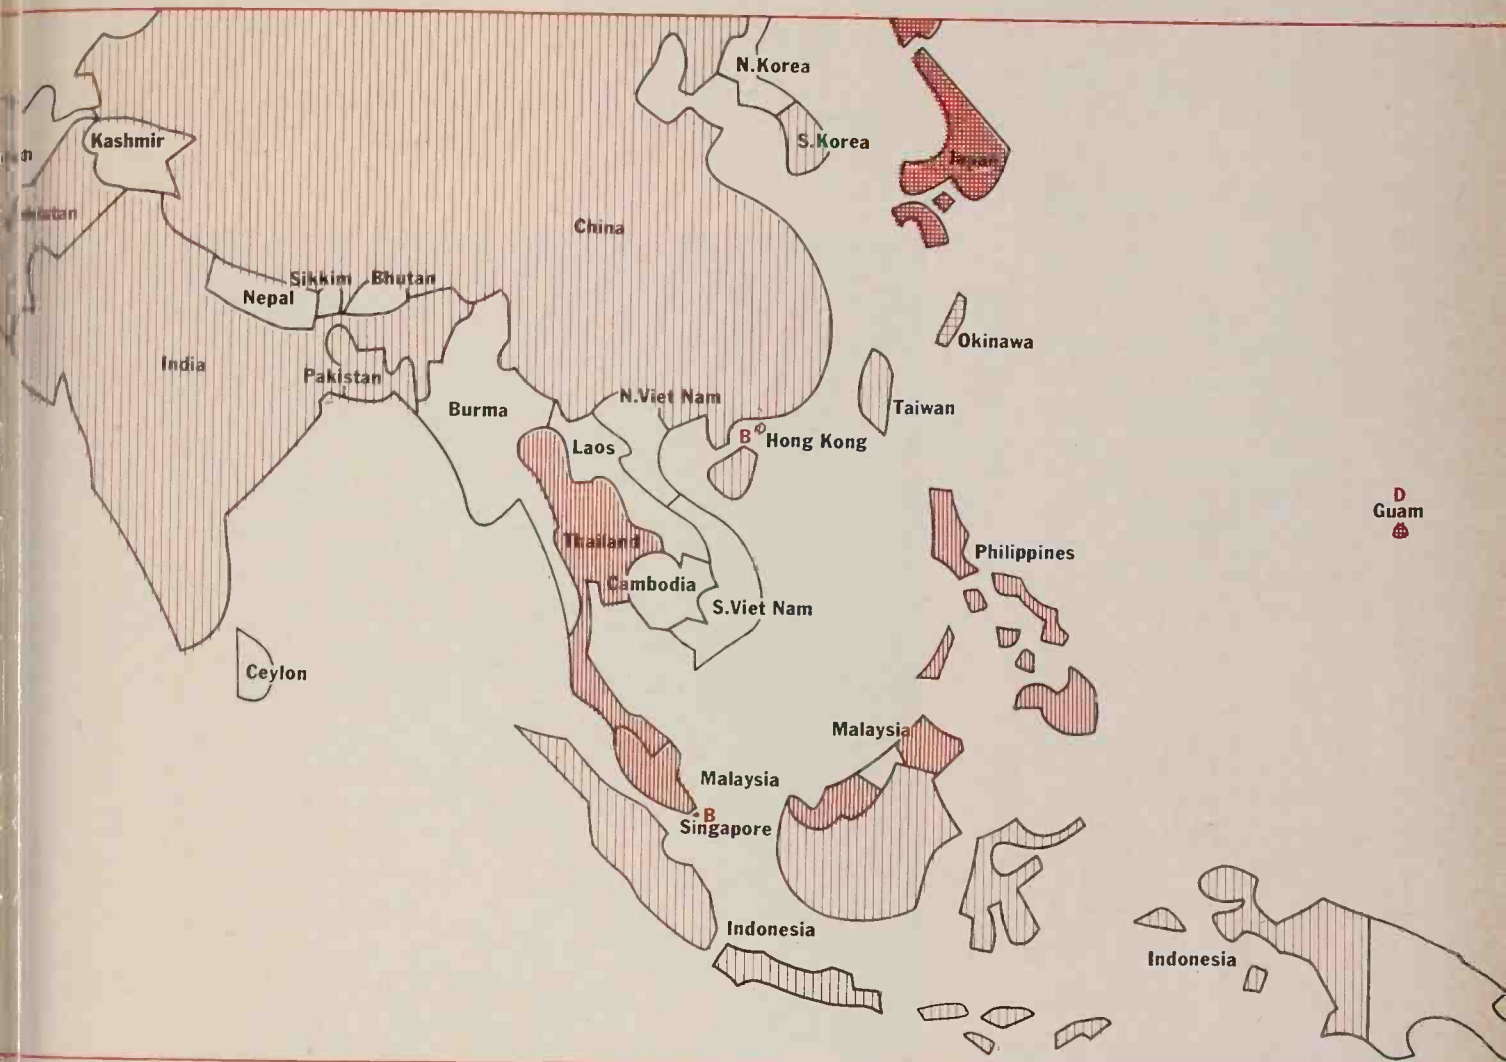 N.Korea
Kashmir
S.Korea
Japan
China
Sikkim
Bhutan
Nepal
Okinawa
India
Pakistan
N.Viet Nam
Burma
Taiwan
B
Hong Kong
Laos
D
Guam
Thailand
Philippines
Cambodia
S.Viet Nam
Ceylon
Malaysia
Malaysia
B
Singapore
Indonesia
Indonesia